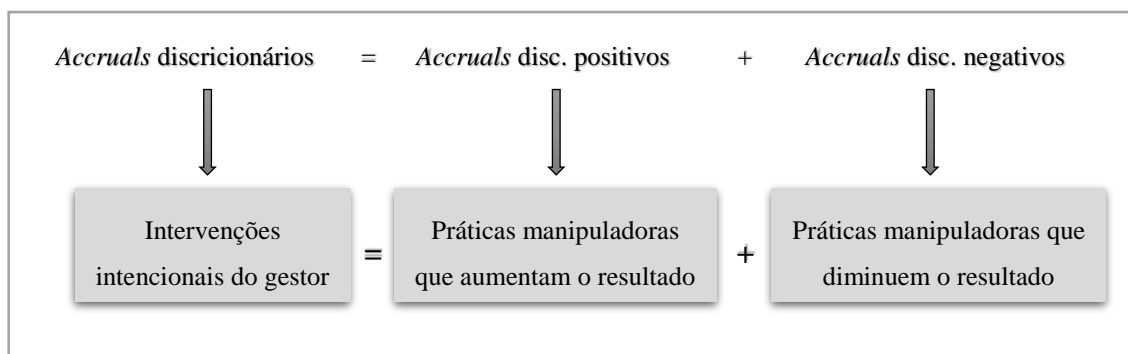 Accruals discricionários = Accruals disc. positivos + Accruals disc. negativos
Intervenções
intencionais do gestor
=
Práticas manipuladoras
que aumentam o resultado
+
Práticas manipuladoras que
diminuem o resultado